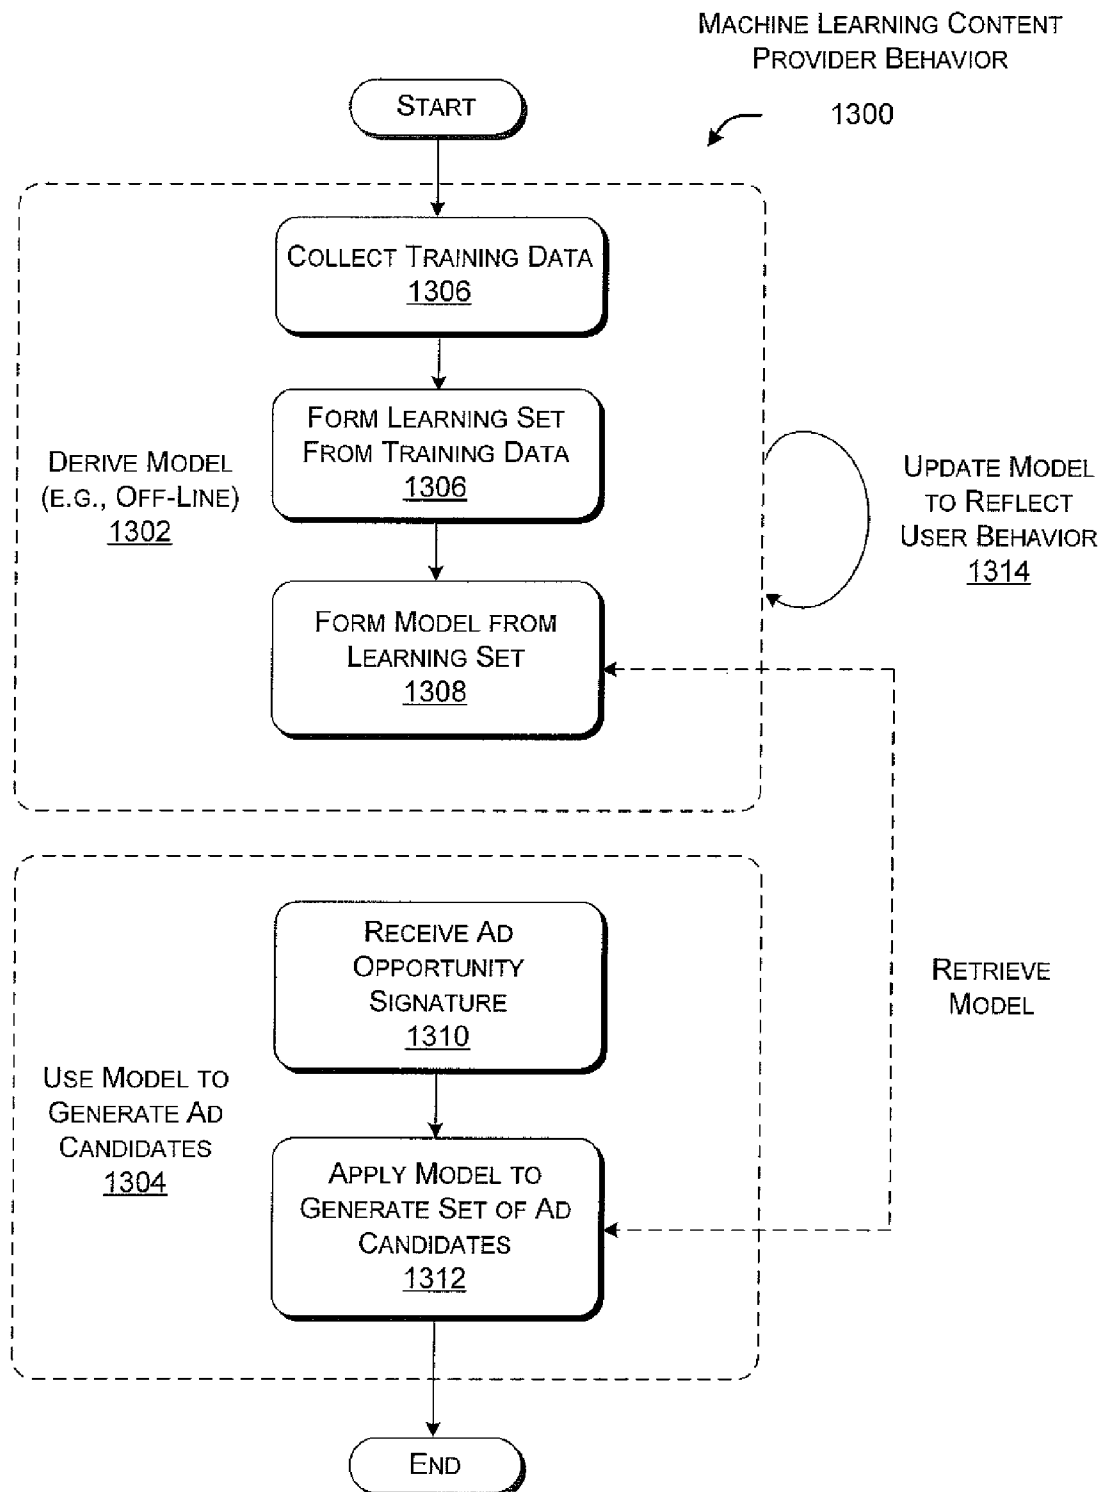 MACHINE LEARNING CONTENT
PROVIDER BEHAVIOR
1300
START
COLLECT TRAINING DATA
1306
FORM LEARNING SET
FROM TRAINING DATA
1306
DERIVE MODEL
(E.G., OFF-LINE)
1302
UPDATE MODEL
TO REFLECT
USER BEHAVIOR
1314
FORM MODEL FROM
LEARNING SET
1308
RECEIVE AD
OPPORTUNITY
SIGNATURE
1310
RETRIEVE
MODEL
USE MODEL TO
GENERATE AD
CANDIDATES
1304
APPLY MODEL TO
GENERATE SET OF AD
CANDIDATES
1312
END